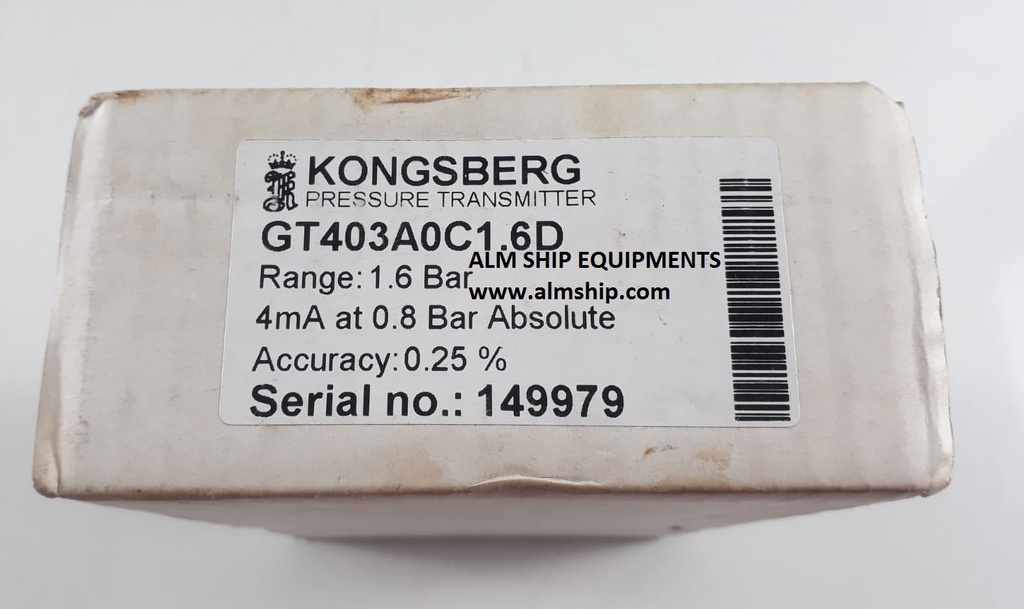 KONGSBERG
PRESSURE TRANSMITTER
GT403A0C1.6D
ALM SHIP EQUIPMENTS
Range: 1.6 Bar
www.almship.com
4mA at 0.8 Bar Absolute
Accuracy: 0.25 %
Serial no.: 149979